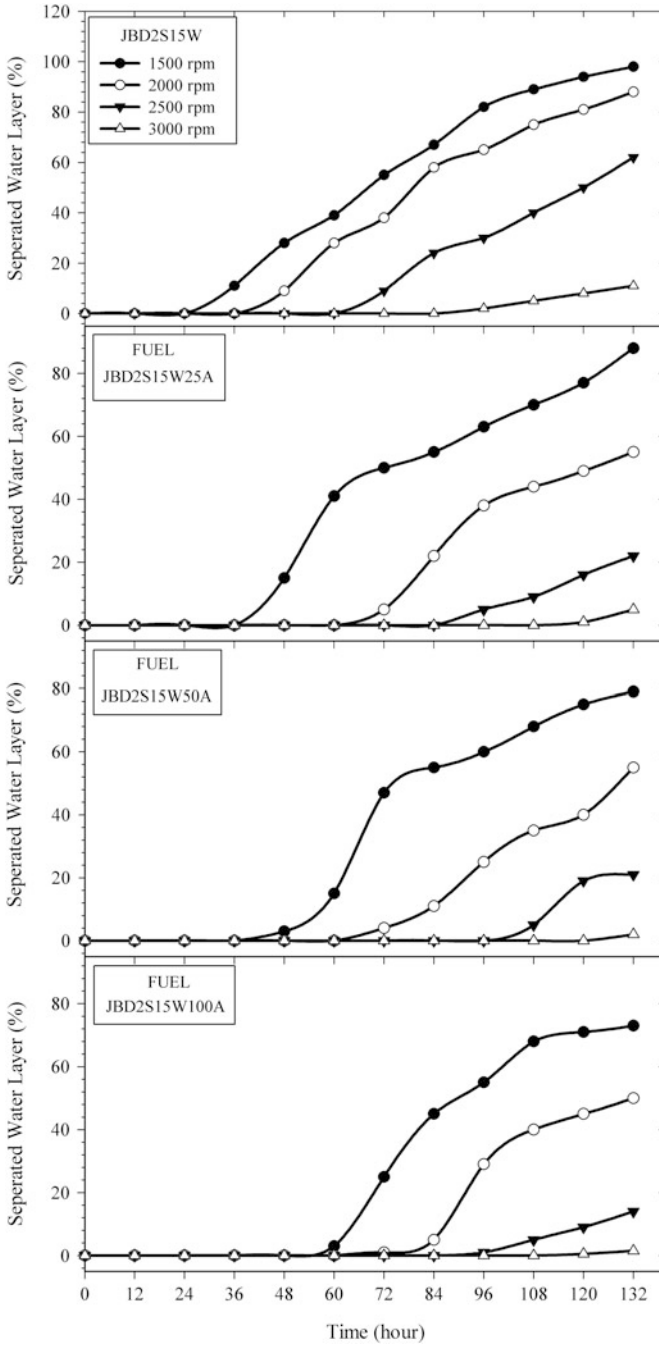 120
100
80
60
40
20
0
Seperated Water Layer (%)
JBD2S15W
1500 rpm
2000 rpm
2500 rpm
3000 rpm
80
60
40
20
0
Seperated Water Layer (%)
FUEL
JBD2S15W25A
80
60
40
20
0
Seperated Water Layer (%)
FUEL
JBD2S15W50A
80
60
40
20
0
Seperated Water Layer (%)
FUEL
JBD2S15W100A
0 12 24 36 48 60 72 84 96 108 120 132
Time (hour)